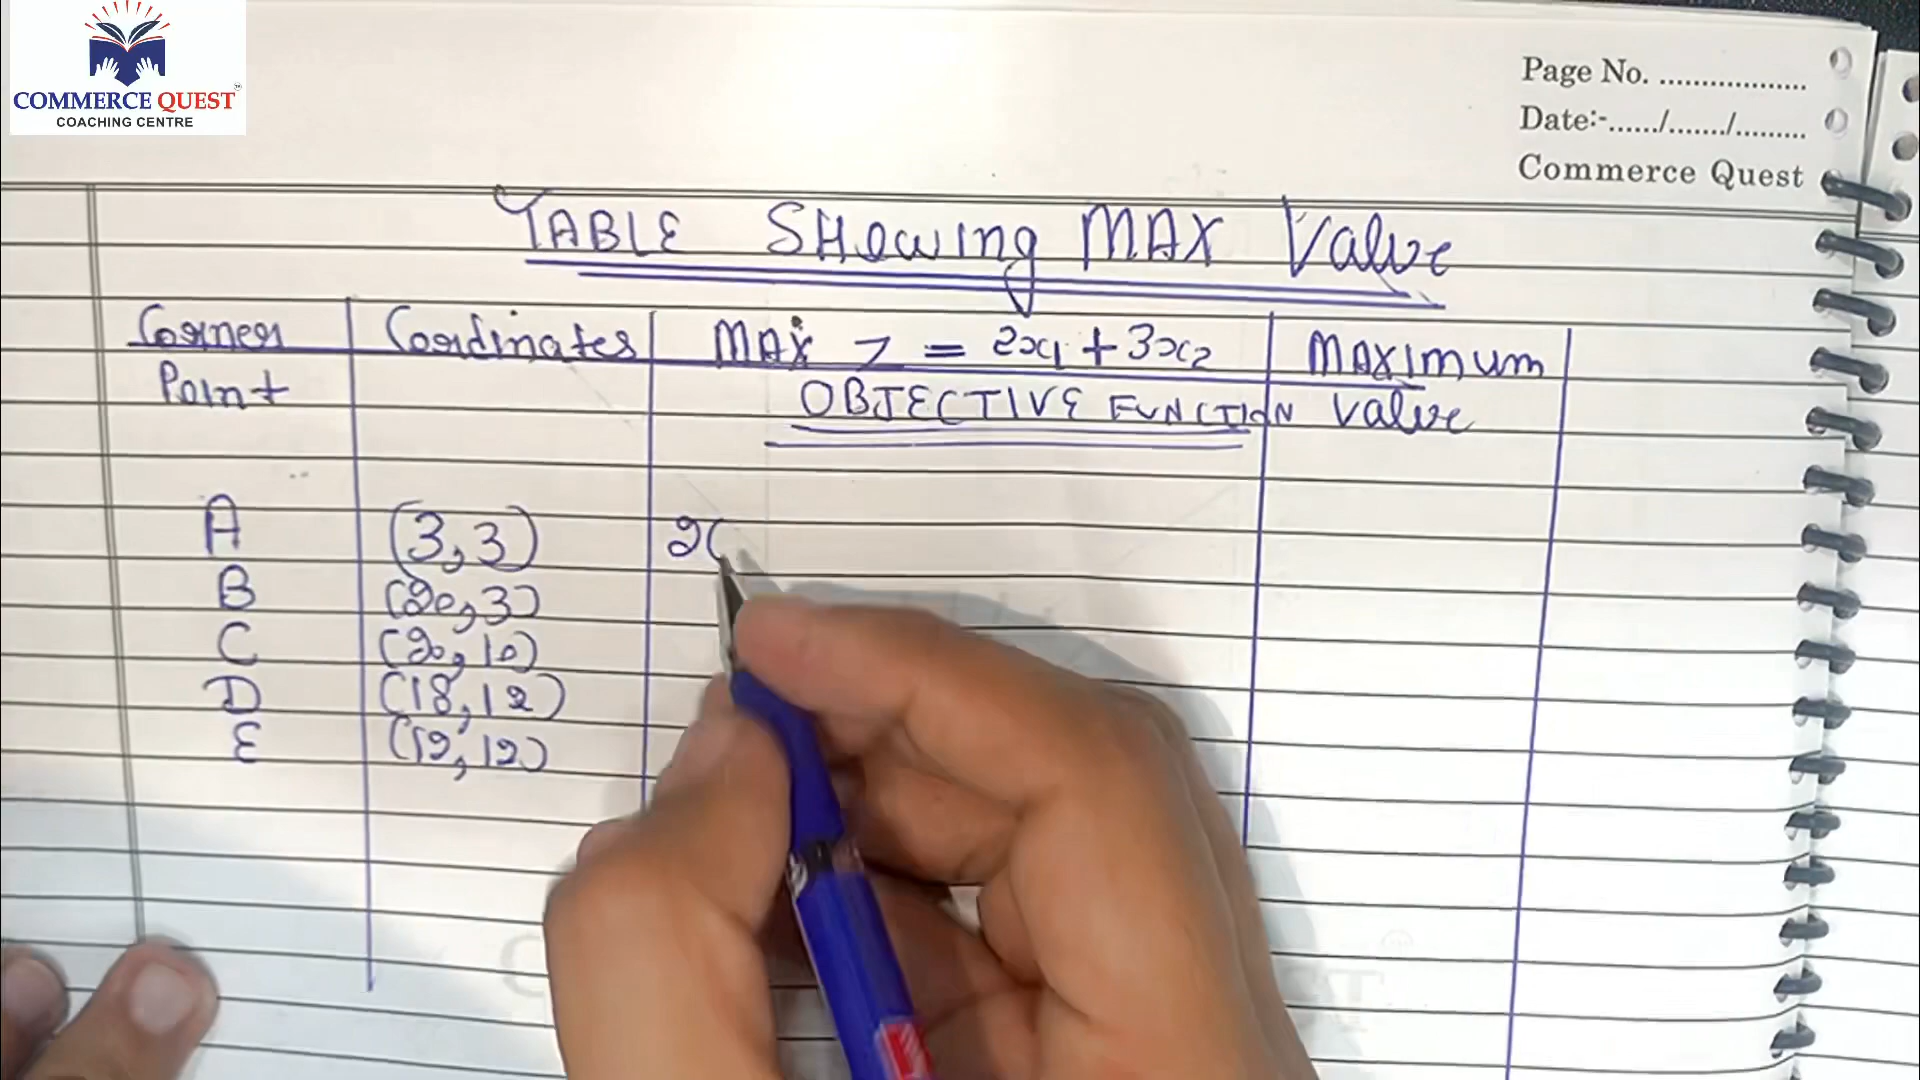 COMMERCE QUEST
COACHING CENTRE
Page No. ..................
Date:-....../......./.........
Commerce Quest
TABLE SHowing MAX Value
Corner Coordinates MAX Z = 2x1 + 3x2 MAXIMUM
Point OBJECTIVE FUNCTION Value
A (3,3) 2(
B (20,3)
C (20,10)
D (18,12)
E (12,12)